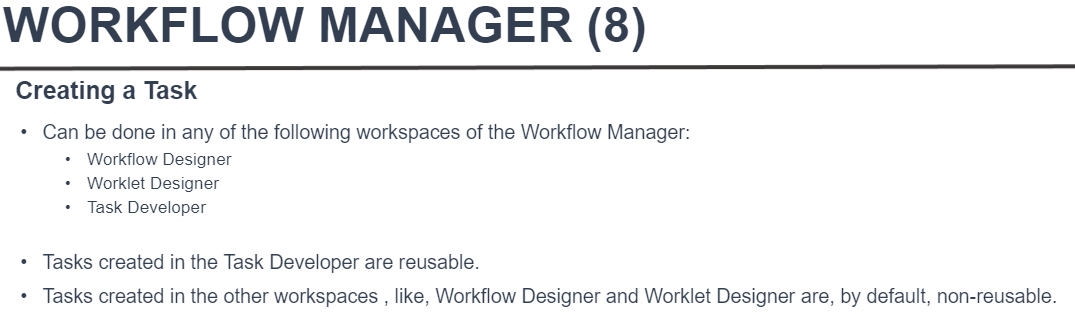 WORKFLOW MANAGER (8)
Creating a Task
• Can be done in any of the following workspaces of the Workflow Manager:
• Workflow Designer
• Worklet Designer
• Task Developer
• Tasks created in the Task Developer are reusable.
• Tasks created in the other workspaces , like, Workflow Designer and Worklet Designer are, by default, non-reusable.